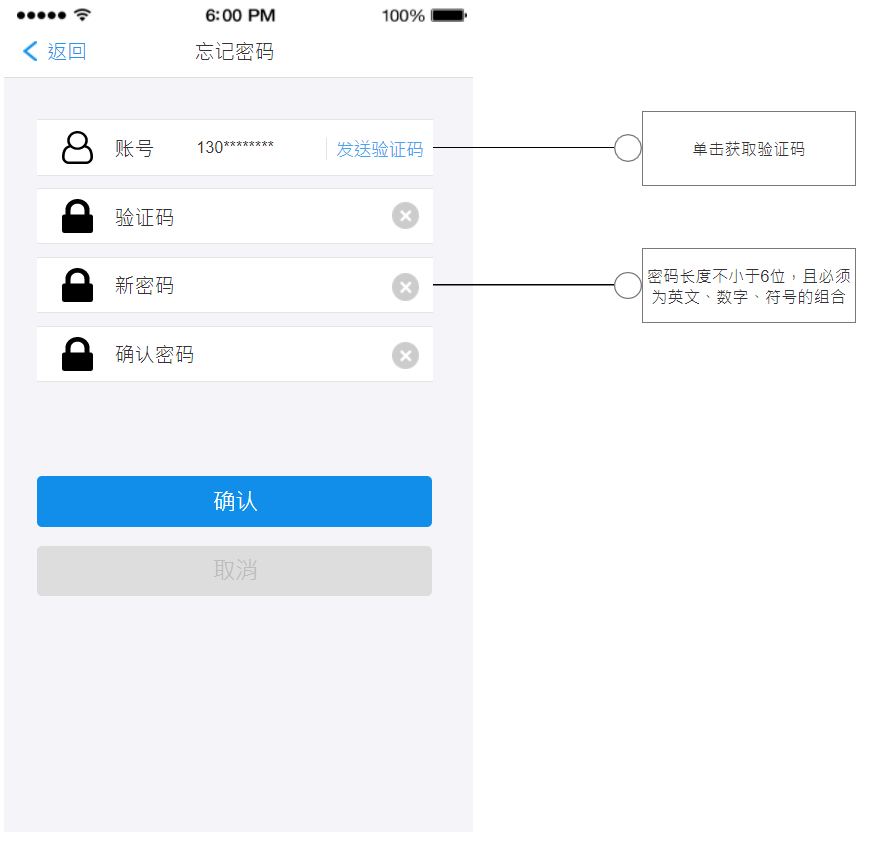 6:00 PM
100%
返回
忘记密码
账号
130********
发送验证码
单击获取验证码
验证码
新密码
密码长度不小于6位，且必须
为英文、数字、符号的组合
确认密码
确认
取消